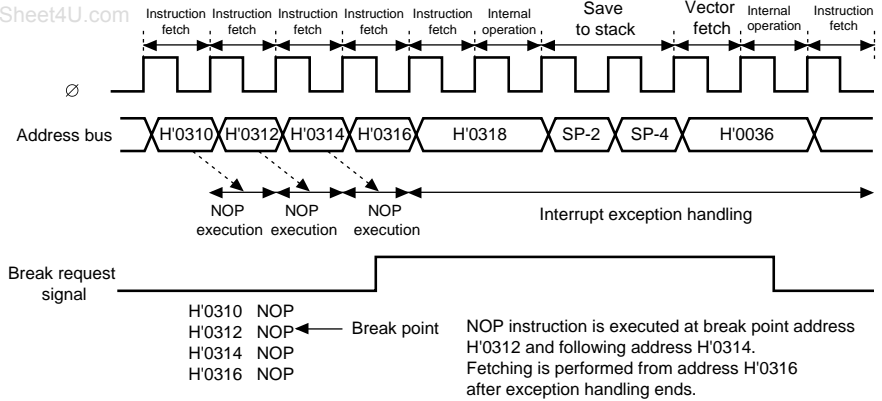 Sheet4U.com
Instruction fetch
Instruction fetch
Instruction fetch
Instruction fetch
Instruction fetch
Internal operation
Save to stack
Vector fetch
Internal operation
Instruction fetch
ø
Address bus
H'0310
H'0312
H'0314
H'0316
H'0318
SP-2
SP-4
H'0036
NOP execution
NOP execution
NOP execution
Interrupt exception handling
Break request
signal
H'0310 NOP
H'0312 NOP
H'0314 NOP
H'0316 NOP
Break point
NOP instruction is executed at break point address
H'0312 and following address H'0314.
Fetching is performed from address H'0316
after exception handling ends.